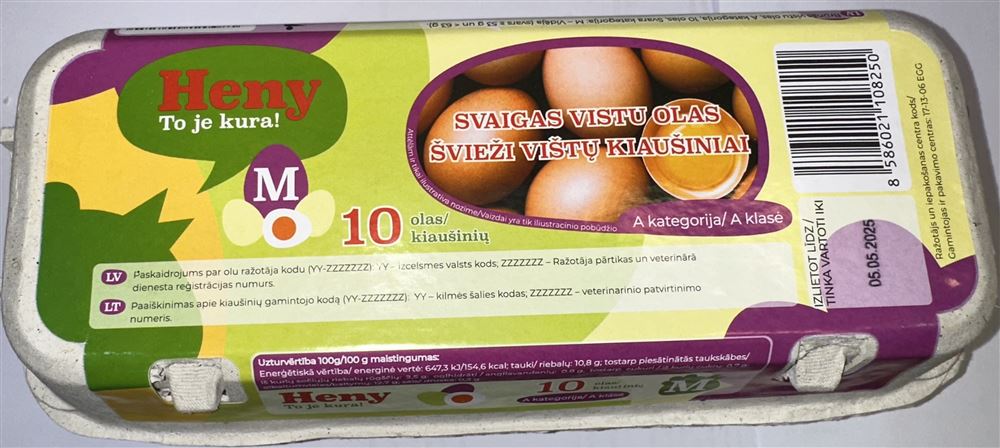 Heny
To je kura!
SVAIGAS VISTU OLAS
ŠVIEŽI VIŠTŲ KIAUŠINIAI
Attēlam ir tikai ilustratīva nozīme/Vaizdai yra tik iliustracinio pobūdžio
A kategorija/ A klasė
M
10 olas/
kiaušinių
LV Paskaidrojums par olu ražotāja kodu (YY-ZZZZZZZ): YY – izcelsmes valsts kods; ZZZZZZZ – Ražotāja pārtikas un veterinārā
dienesta reģistrācijas numurs.
LT Paaiškinimas apie kiaušinių gamintojo kodą (YY-ZZZZZZZ): YY – kilmės šalies kodas; ZZZZZZZ – veterinarinio patvirtinimo
numeris.
8 586021 108250
Ražotājs un iepakošanas centra kods/
Gamintojas ir pakavimo centras: 17-13-06 EGG
IZLIETOT LĪDZ /
TINKA VARTOTI IKI
05.05.2025
Uzturvērtība 100g/100 g maistingumas:
Enerģētiskā vērtība/ energinė vertė: 647,3 kJ/154,6 kcal; tauki/ riebalų: 10,8 g; tostarp piesātinātās taukskābes/
Heny
To je kura!
10 olas/
kiaušinių
A kategorija/ A klasė
M